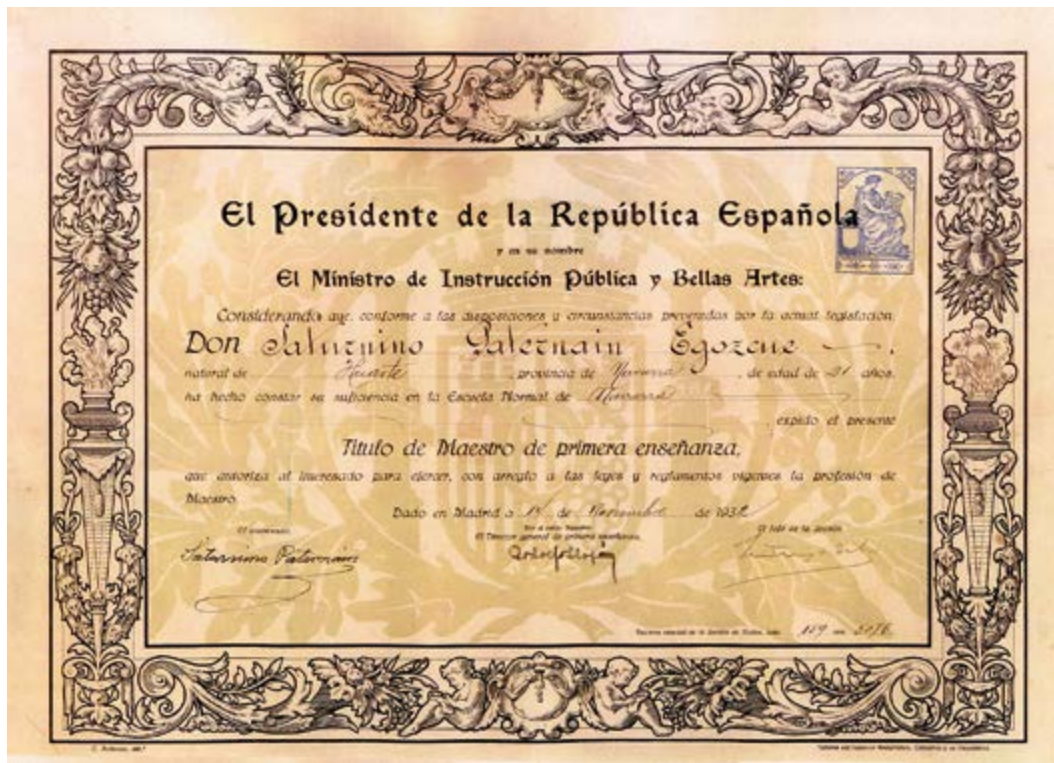 El Presidente de la República Española
y en su nombre
El Ministro de Instrucción Pública y Bellas Artes:
Considerando que, conforme a las disposiciones y circunstancias prevenidas por la actual legislación,
Don Saturnino Paternain Egozcue
natural de Huarte, provincia de Navarra, de edad de 21 años,
ha hecho constar su suficiencia en la Escuela Normal de Navarra
expido el presente
Título de Maestro de primera enseñanza,
que autoriza al interesado para ejercer, con arreglo a las leyes y reglamentos vigentes la profesión de
Maestro.
Dado en Madrid a de Noviembre de 1932
El interesado,
El Director general de primera enseñanza,
El Jefe de la Sección,
Saturnino Paternáin